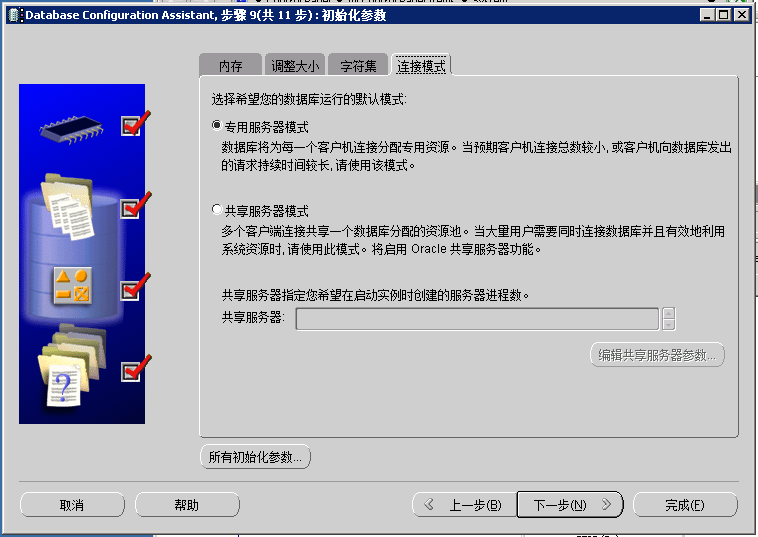 Database Configuration Assistant, 步骤 9(共 11 步) : 初始化参数
内存 调整大小 字符集 连接模式
选择希望您的数据库运行的默认模式:
专用服务器模式
数据库将为每一个客户机连接分配专用资源。当预期客户机连接总数较小, 或客户机向数据库发出
的请求持续时间较长, 请使用该模式。
共享服务器模式
多个客户端连接共享一个数据库分配的资源池。当大量用户需要同时连接数据库并且有效地利用
系统资源时, 请使用此模式。将启用 Oracle 共享服务器功能。
共享服务器指定您希望在启动实例时创建的服务器进程数。
共享服务器:
编辑共享服务器参数...
所有初始化参数...
取消 帮助 上一步(B) 下一步(N) 完成(F)